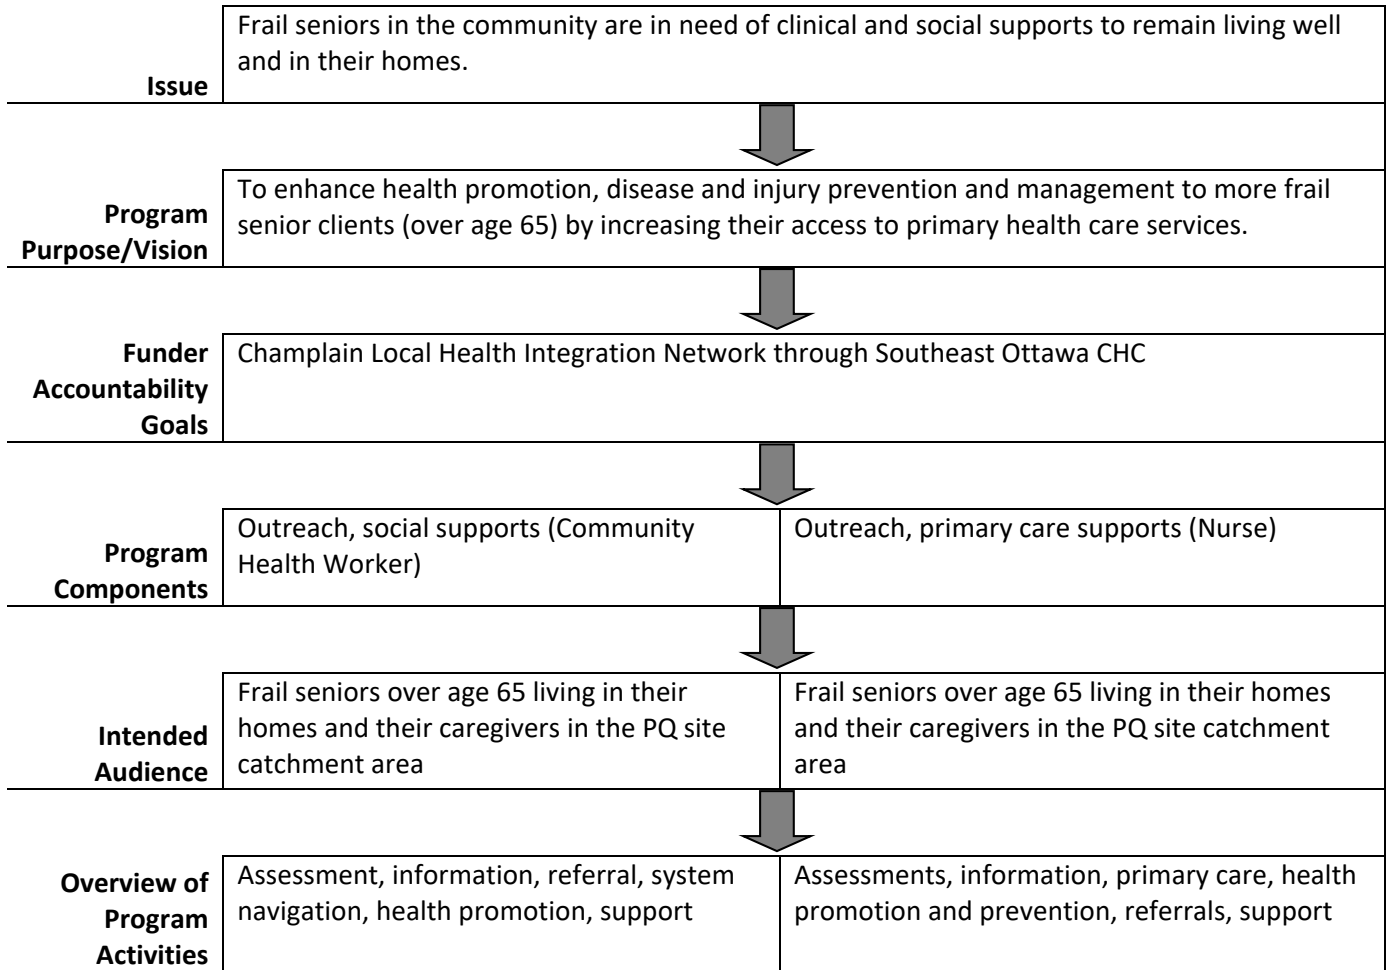 Frail seniors in the community are in need of clinical and social supports to remain living well
and in their homes.
Issue
To enhance health promotion, disease and injury prevention and management to more frail
senior clients (over age 65) by increasing their access to primary health care services.
Program
Purpose/Vision
Funder
Accountability
Goals
Champlain Local Health Integration Network through Southeast Ottawa CHC
Program
Components
Outreach, social supports (Community
Health Worker)
Outreach, primary care supports (Nurse)
Intended
Audience
Frail seniors over age 65 living in their
homes and their caregivers in the PQ site
catchment area
Frail seniors over age 65 living in their homes
and their caregivers in the PQ site catchment
area
Overview of
Program
Activities
Assessment, information, referral, system
navigation, health promotion, support
Assessments, information, primary care, health
promotion and prevention, referrals, support